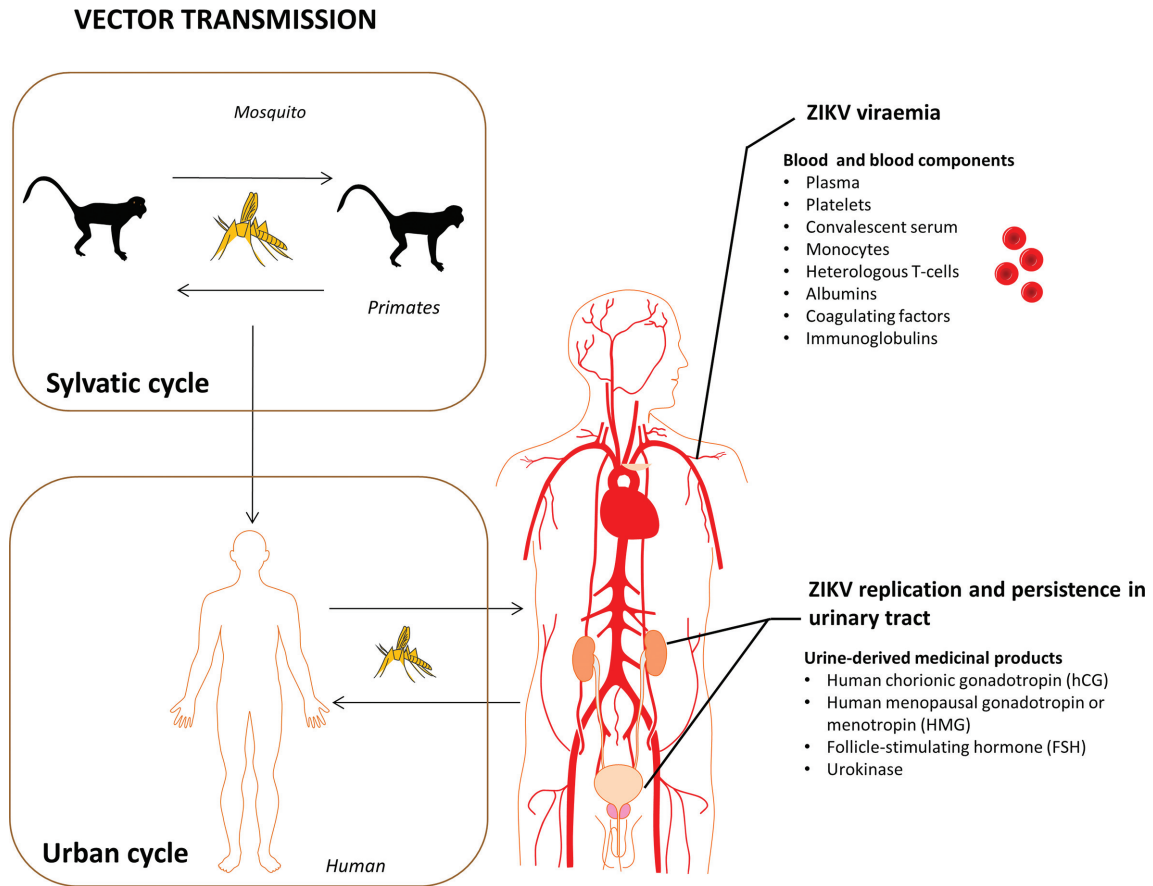 VECTOR TRANSMISSION
Mosquito
Primates
Sylvatic cycle
Urban cycle
Human
ZIKV viraemia
Blood and blood components
• Plasma
• Platelets
• Convalescent serum
• Monocytes
• Heterologous T-cells
• Albumins
• Coagulating factors
• Immunoglobulins
ZIKV replication and persistence in
urinary tract
Urine-derived medicinal products
• Human chorionic gonadotropin (hCG)
• Human menopausal gonadotropin or
menotropin (HMG)
• Follicle-stimulating hormone (FSH)
• Urokinase